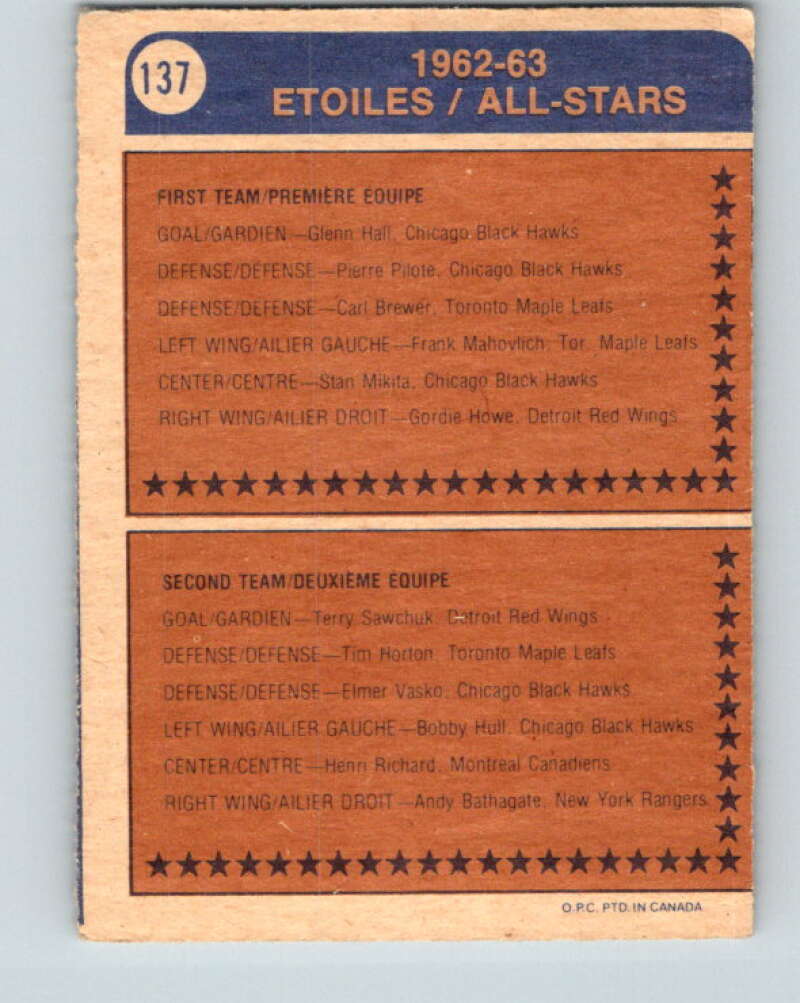 137
1962-63
ETOILES / ALL-STARS
FIRST TEAM/PREMIÈRE EQUIPE
GOAL/GARDIEN—Glenn Hall, Chicago Black Hawks
DEFENSE/DEFENSE—Pierre Pilote, Chicago Black Hawks
DEFENSE/DEFENSE—Carl Brewer, Toronto Maple Leafs
LEFT WING/AILIER GAUCHE—Frank Mahovlich, Tor. Maple Leafs
CENTER/CENTRE—Stan Mikita, Chicago Black Hawks
RIGHT WING/AILIER DROIT—Gordie Howe, Detroit Red Wings
SECOND TEAM/DEUXIÈME EQUIPE
GOAL/GARDIEN—Terry Sawchuk, Detroit Red Wings
DEFENSE/DEFENSE—Tim Horton, Toronto Maple Leafs
DEFENSE/DEFENSE—Elmer Vasko, Chicago Black Hawks
LEFT WING/AILIER GAUCHE—Bobby Hull, Chicago Black Hawks
CENTER/CENTRE—Henri Richard, Montreal Canadiens
RIGHT WING/AILIER DROIT—Andy Bathagate, New York Rangers
O.P.C. PTD. IN CANADA